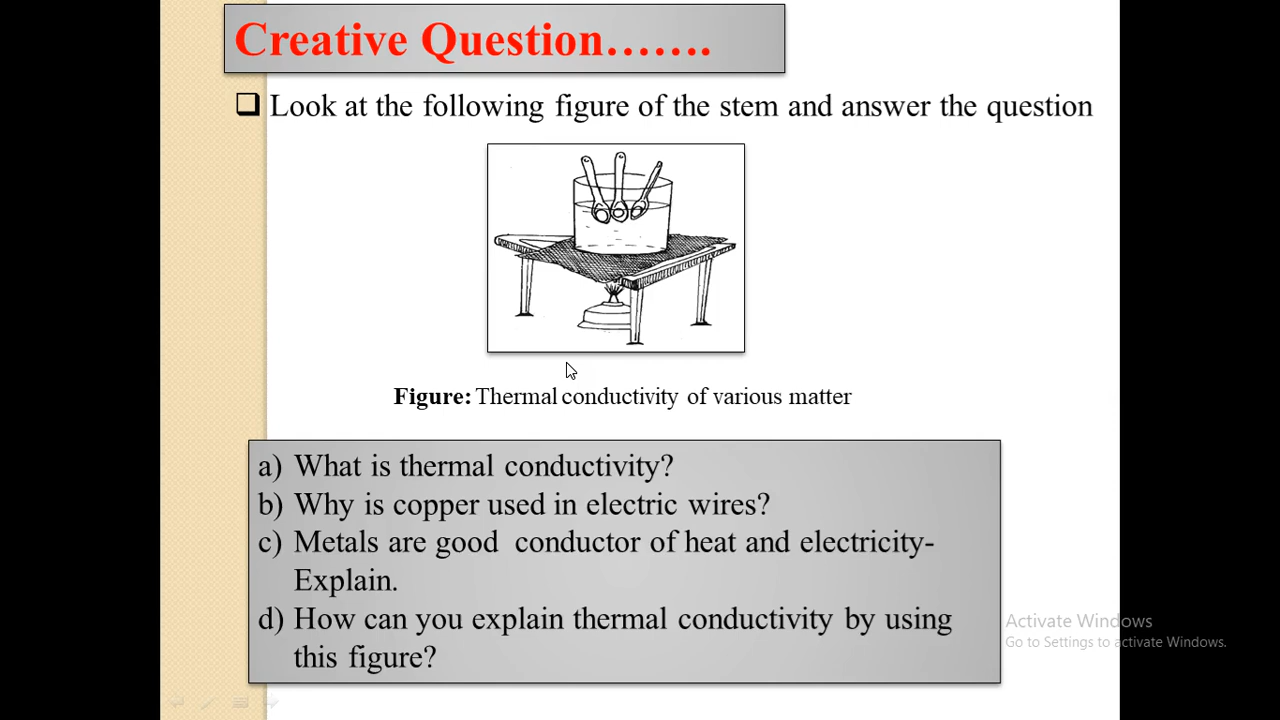 Creative Question…….
Look at the following figure of the stem and answer the question
Figure: Thermal conductivity of various matter
a) What is thermal conductivity?
b) Why is copper used in electric wires?
c) Metals are good conductor of heat and electricity-
Explain.
d) How can you explain thermal conductivity by using
this figure?
Activate Windows
Go to Settings to activate Windows.